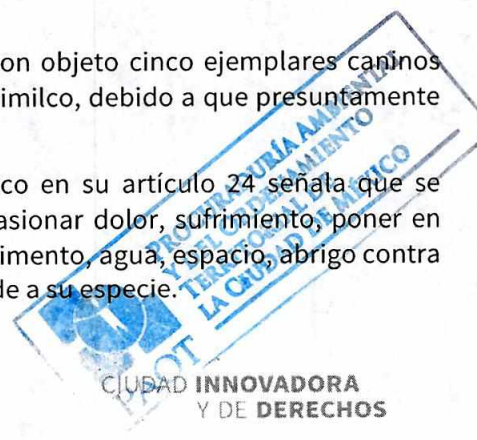 on objeto cinco ejemplares caninos
imilco, debido a que presuntamente
co en su artículo 24 señala que se
asionar dolor, sufrimiento, poner en
imento, agua, espacio, abrigo contra
de a su especie.
PROCURADURÍA AMBIENTAL
Y DEL ORDENAMIENTO
TERRITORIAL DE
LA CIUDAD DE MÉXICO
PAOT
CIUDAD INNOVADORA
Y DE DERECHOS